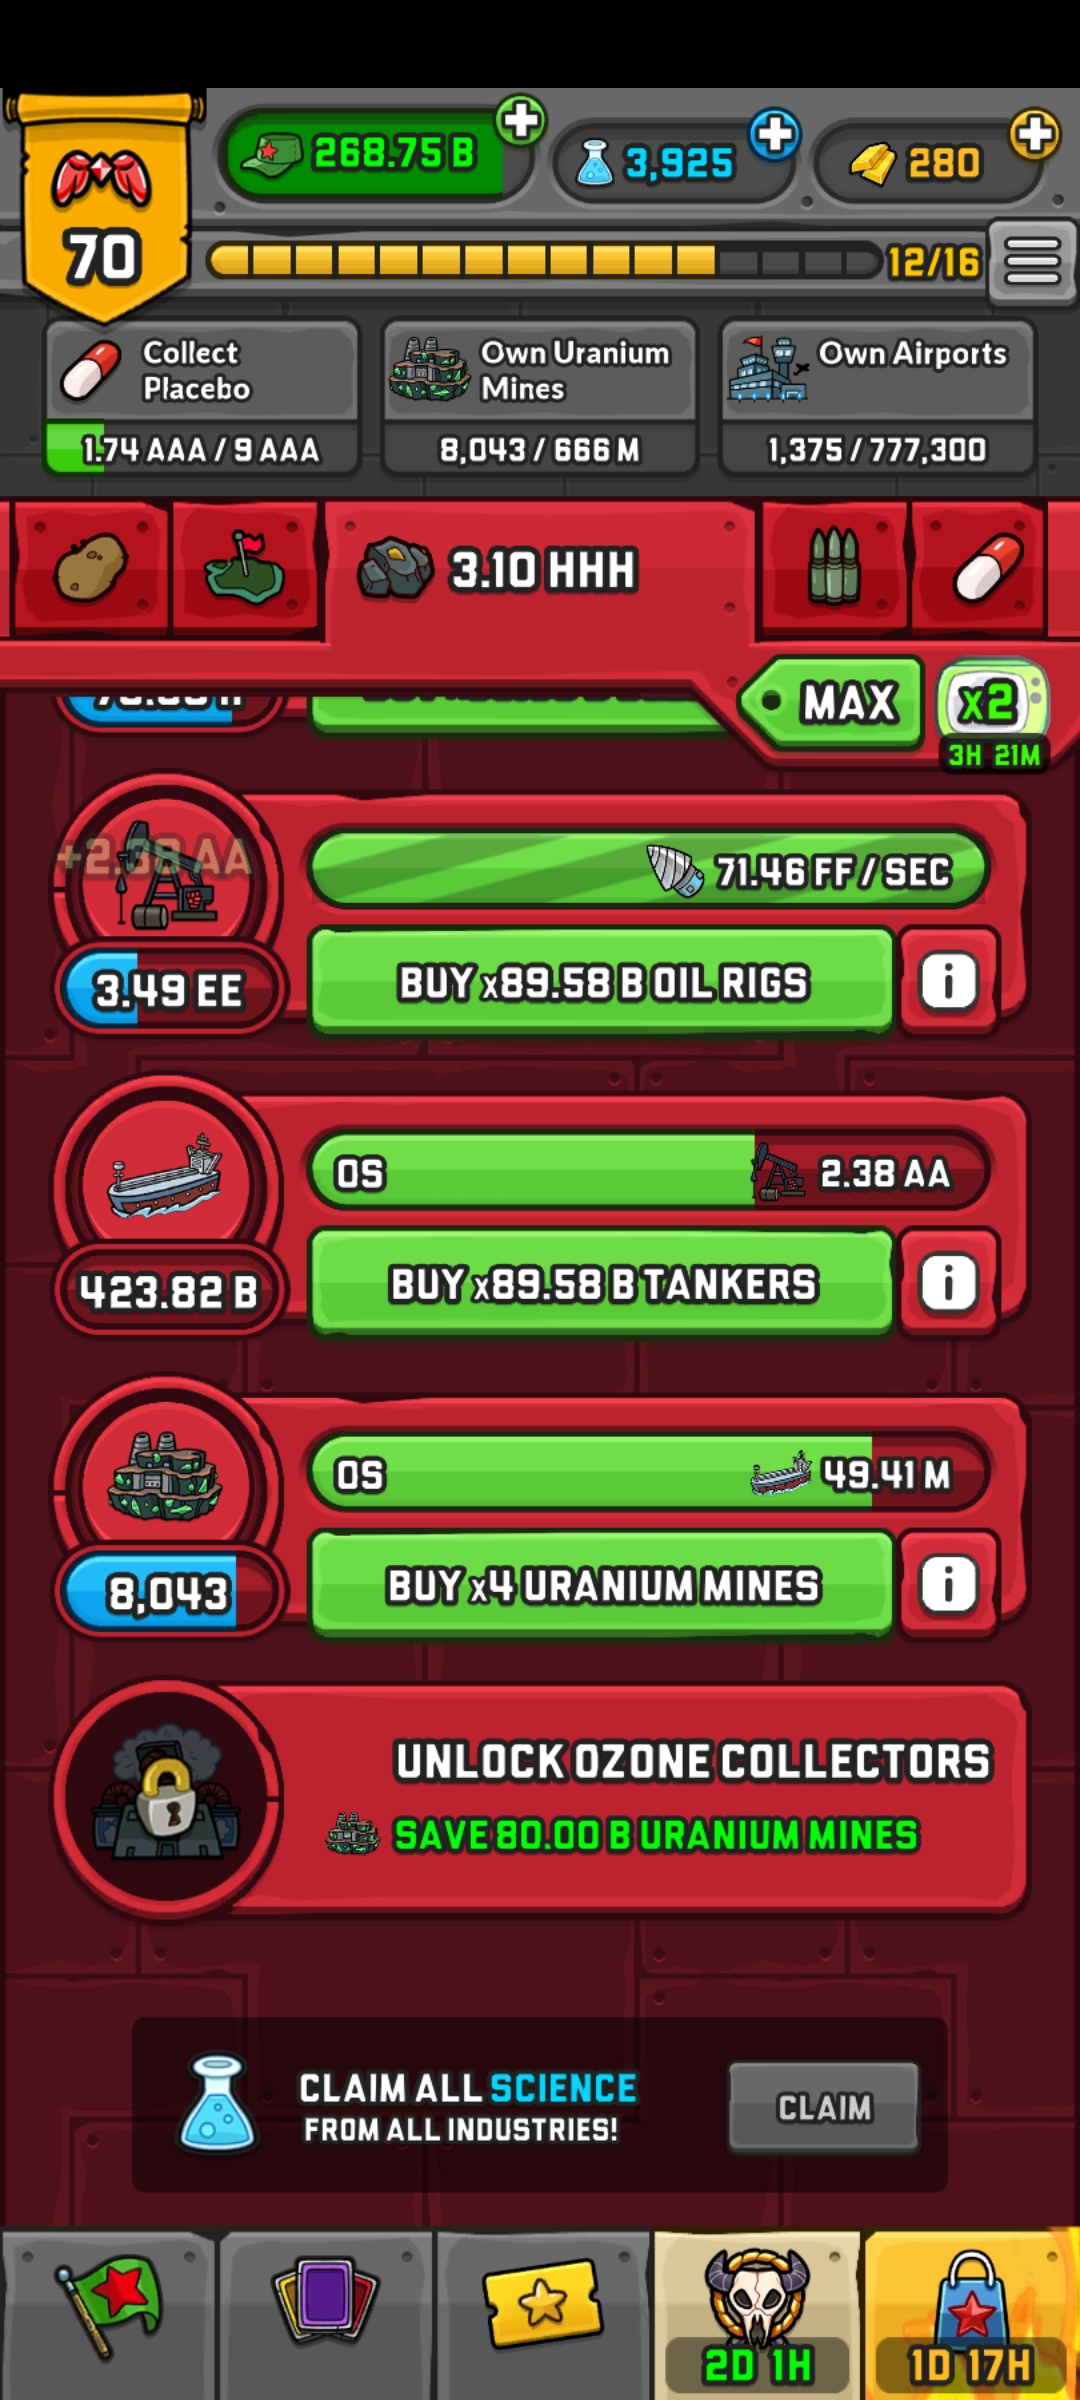 268.75 B
3,925
280
70
12/16
Collect
Placebo
Own Uranium
Mines
Own Airports
1.74 AAA / 9 AAA
8,043 / 666 M
1,375 / 777,300
3.10 HHH
MAX
x2
3H 21M
+2.38 AA
71.46 FF / SEC
3.49 EE
BUY x89.58 B OIL RIGS
i
0S
2.38 AA
423.82 B
BUY x89.58 B TANKERS
i
0S
49.41 M
8,043
BUY x4 URANIUM MINES
i
UNLOCK OZONE COLLECTORS
SAVE 80.00 B URANIUM MINES
CLAIM ALL SCIENCE
FROM ALL INDUSTRIES!
CLAIM
2D 1H
1D 17H